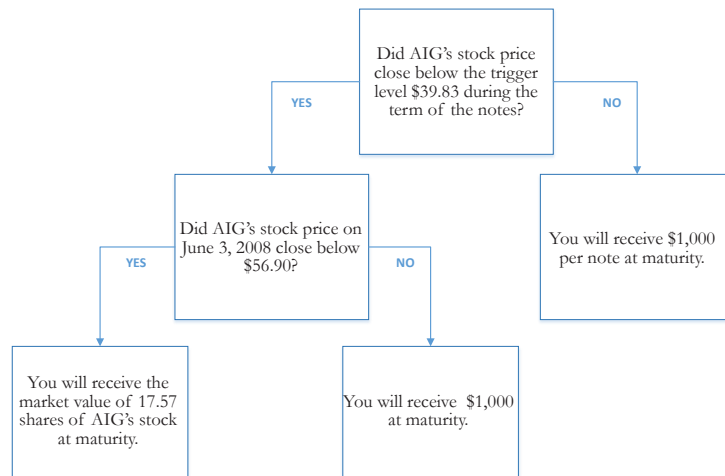 Did AIG's stock price
close below the trigger
level $39.83 during the
term of the notes?
YES
NO
Did AIG's stock price on
June 3, 2008 close below
$56.90?
You will receive $1,000
per note at maturity.
YES
NO
You will receive the
market value of 17.57
shares of AIG's stock
at maturity.
You will receive $1,000
at maturity.